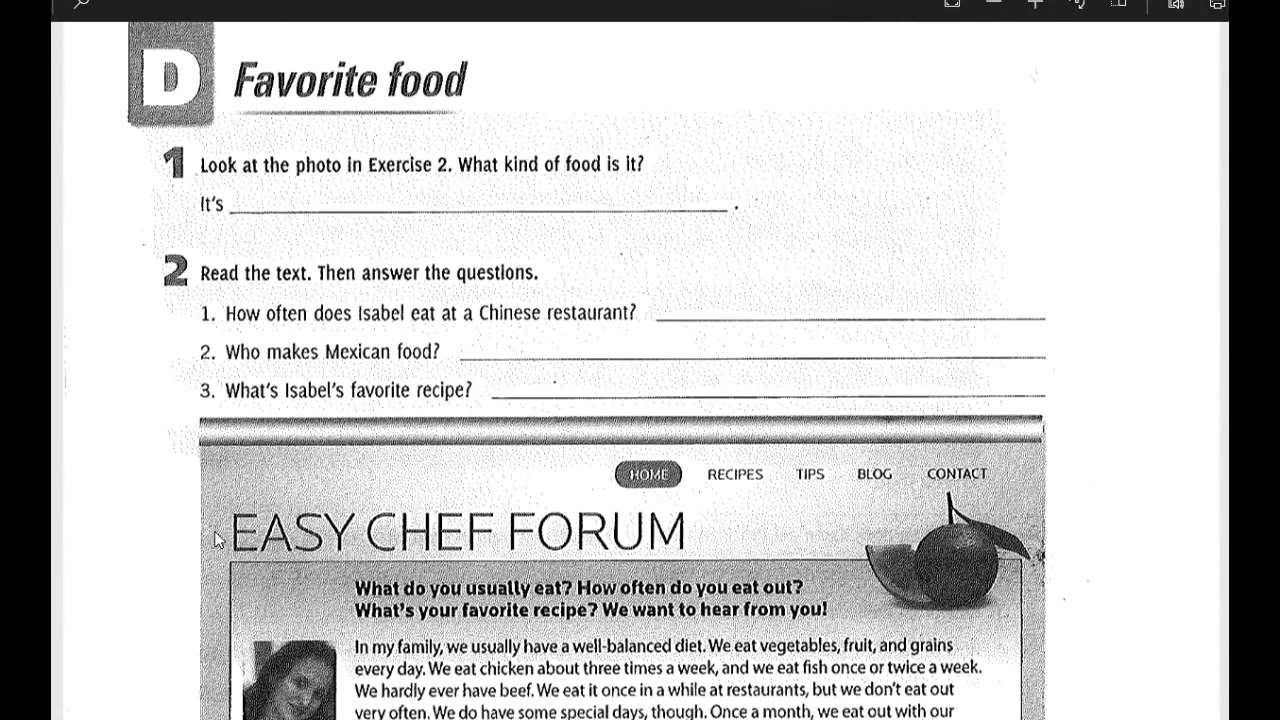 D
Favorite food
1 Look at the photo in Exercise 2. What kind of food is it?
It's ______ .
2 Read the text. Then answer the questions.
1. How often does Isabel eat at a Chinese restaurant?
2. Who makes Mexican food?
3. What's Isabel's favorite recipe?
HOME RECIPES TIPS BLOG CONTACT
EASY CHEF FORUM
What do you usually eat? How often do you eat out?
What's your favorite recipe? We want to hear from you!
In my family, we usually have a well-balanced diet. We eat vegetables, fruit, and grains
every day. We eat chicken about three times a week, and we eat fish once or twice a week.
We hardly ever have beef. We eat it once in a while at restaurants, but we don't eat out
very often. We do have some special days, though. Once a month, we eat out with our